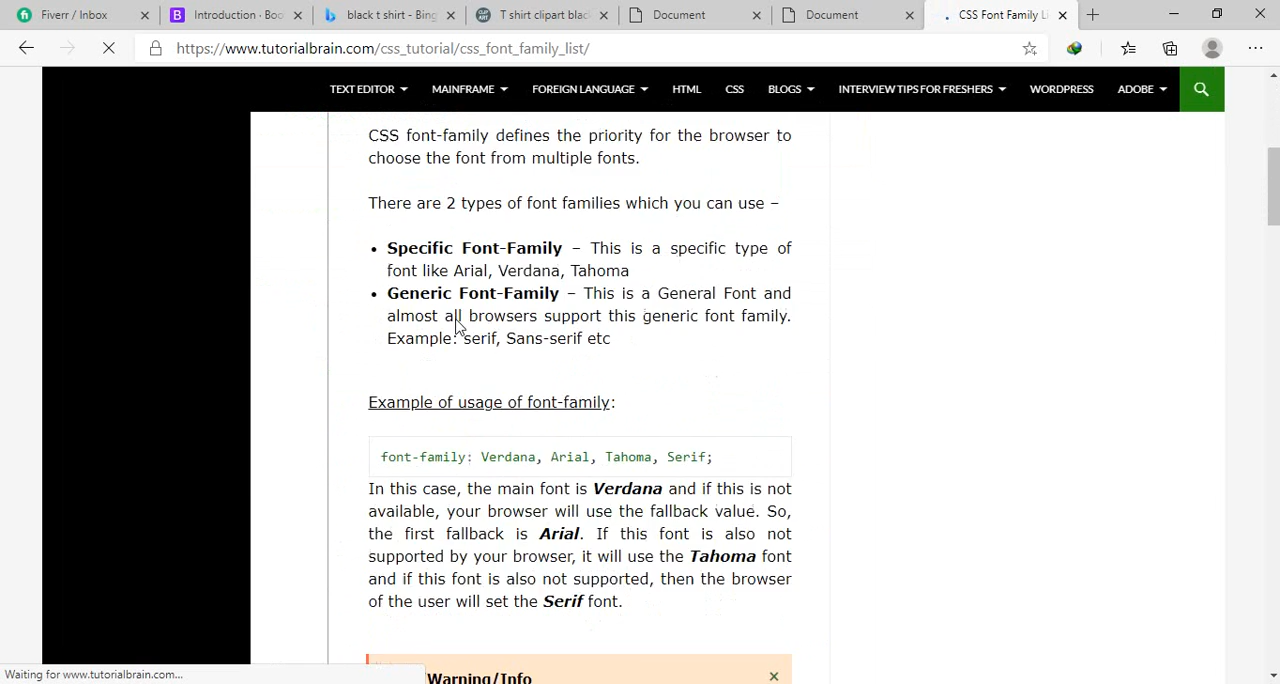 Fiverr / Inbox
Introduction · Boo
black t shirt - Bing
T shirt clipart blac
Document
Document
CSS Font Family Li
https://www.tutorialbrain.com/css_tutorial/css_font_family_list/
TEXT EDITOR MAINFRAME FOREIGN LANGUAGE HTML CSS BLOGS INTERVIEW TIPS FOR FRESHERS WORDPRESS ADOBE
CSS font-family defines the priority for the browser to
choose the font from multiple fonts.
There are 2 types of font families which you can use –
• Specific Font-Family – This is a specific type of
font like Arial, Verdana, Tahoma
• Generic Font-Family – This is a General Font and
almost all browsers support this generic font family.
Example: serif, Sans-serif etc
Example of usage of font-family:
font-family: Verdana, Arial, Tahoma, Serif;
In this case, the main font is Verdana and if this is not
available, your browser will use the fallback value. So,
the first fallback is Arial. If this font is also not
supported by your browser, it will use the Tahoma font
and if this font is also not supported, then the browser
of the user will set the Serif font.
Warning/Info
Waiting for www.tutorialbrain.com...